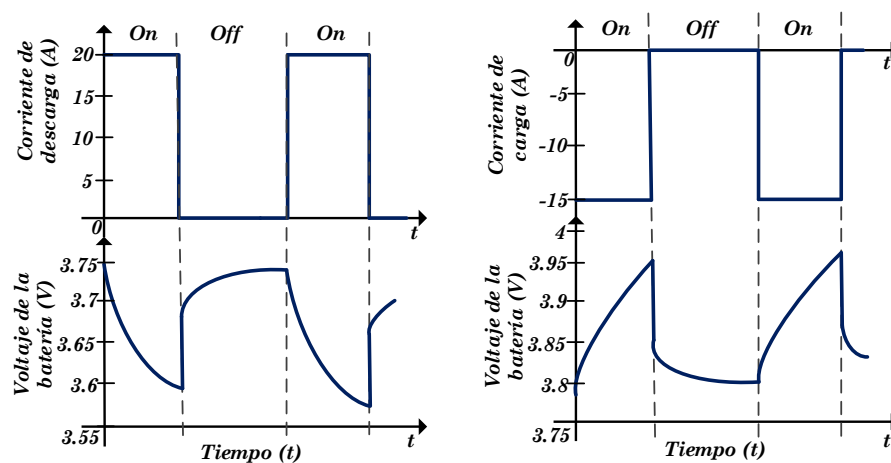 On Off On
Corriente de
descarga (A)
20
15
10
5
0
t
Voltaje de la
batería (V)
3.75
3.7
3.65
3.6
3.55
t
Tiempo (t)
On Off On
Corriente de
carga (A)
0
-5
-10
-15
t
Voltaje de la
batería (V)
4
3.95
3.9
3.85
3.8
3.75
t
Tiempo (t)